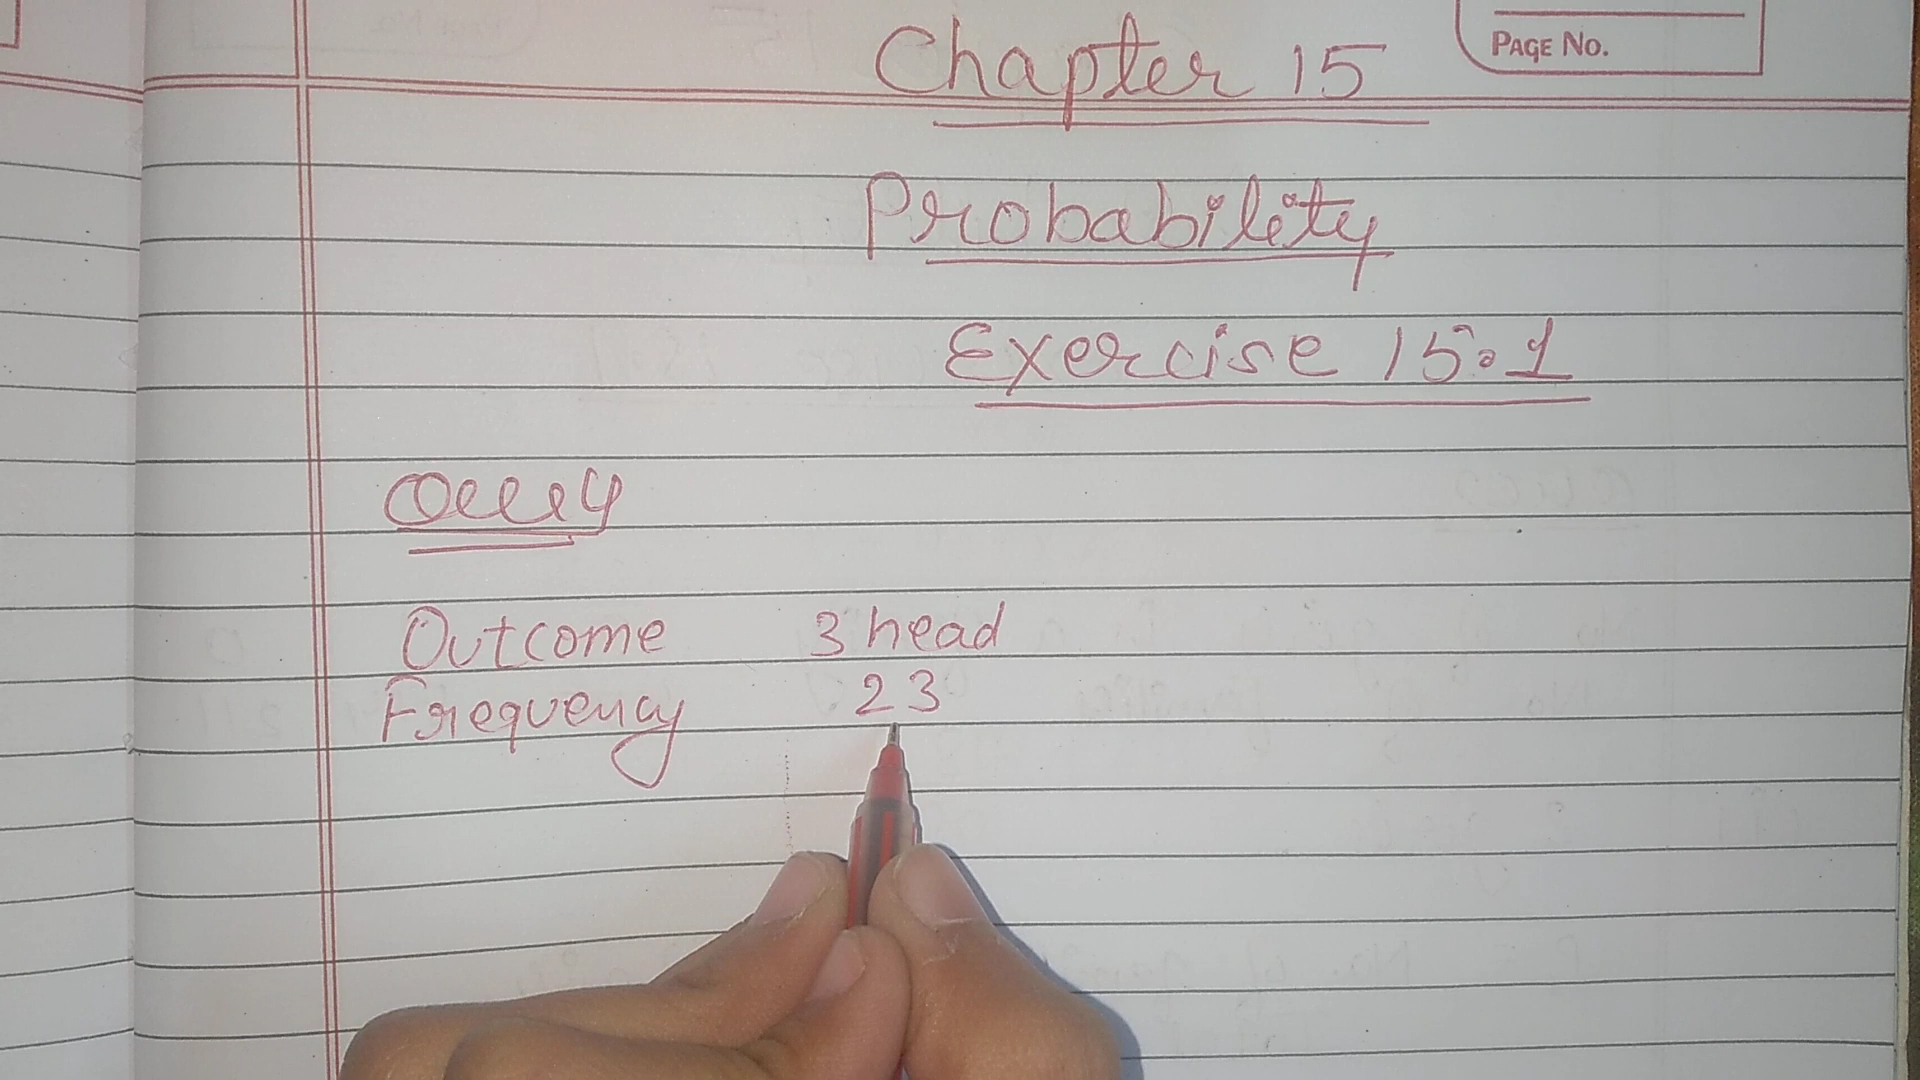 PAGE NO.
Chapter 15
Probability
Exercise 15.1
Outcome 3 head
Frequency 23